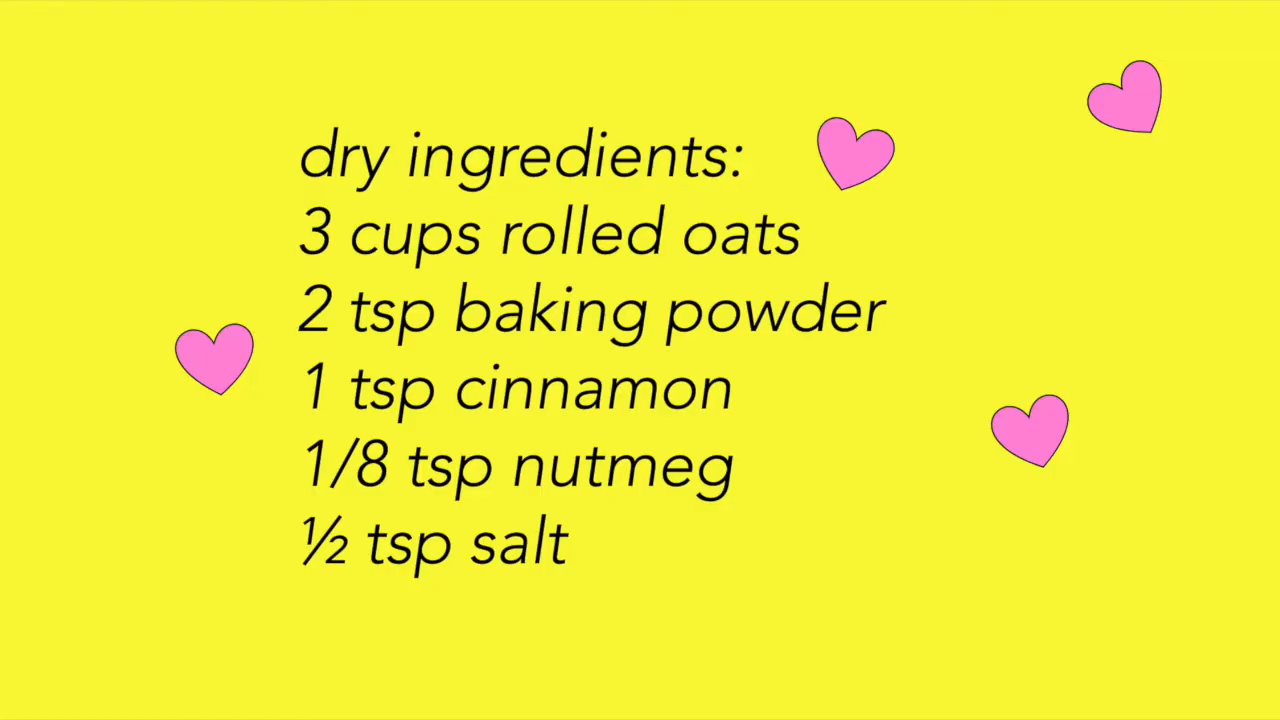 dry ingredients:
3 cups rolled oats
2 tsp baking powder
1 tsp cinnamon
1/8 tsp nutmeg
½ tsp salt